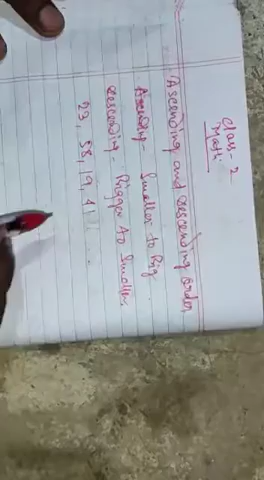 Class - 2
Math
Ascending and descending order
Ascending - Smaller to Big
descending - Bigger to Smaller
23, 58, 19, 41